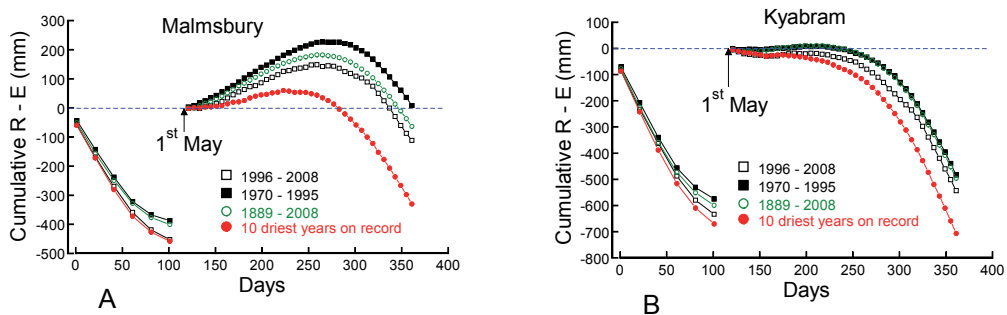 Malmsbury
Cumulative R - E (mm)
300
200
100
0
-100
-200
-300
-400
-500
1st May
1996 - 2008
1970 - 1995
1889 - 2008
10 driest years on record
0 50 100 150 200 250 300 350 400
Days
A
Kyabram
Cumulative R - E (mm)
100
0
-100
-200
-300
-400
-500
-600
-700
-800
1st May
1996 - 2008
1970 - 1995
1889 - 2008
10 driest years on record
0 50 100 150 200 250 300 350 400
Days
B